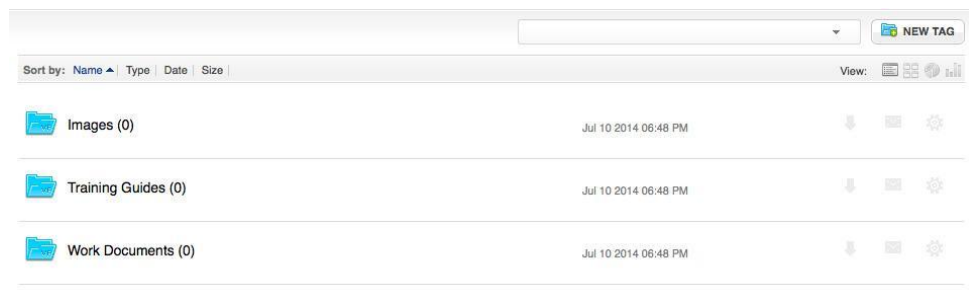 NEW TAG
Sort by: Name Type Date Size
View:
Images (0)
Jul 10 2014 06:48 PM
Training Guides (0)
Jul 10 2014 06:48 PM
Work Documents (0)
Jul 10 2014 06:48 PM